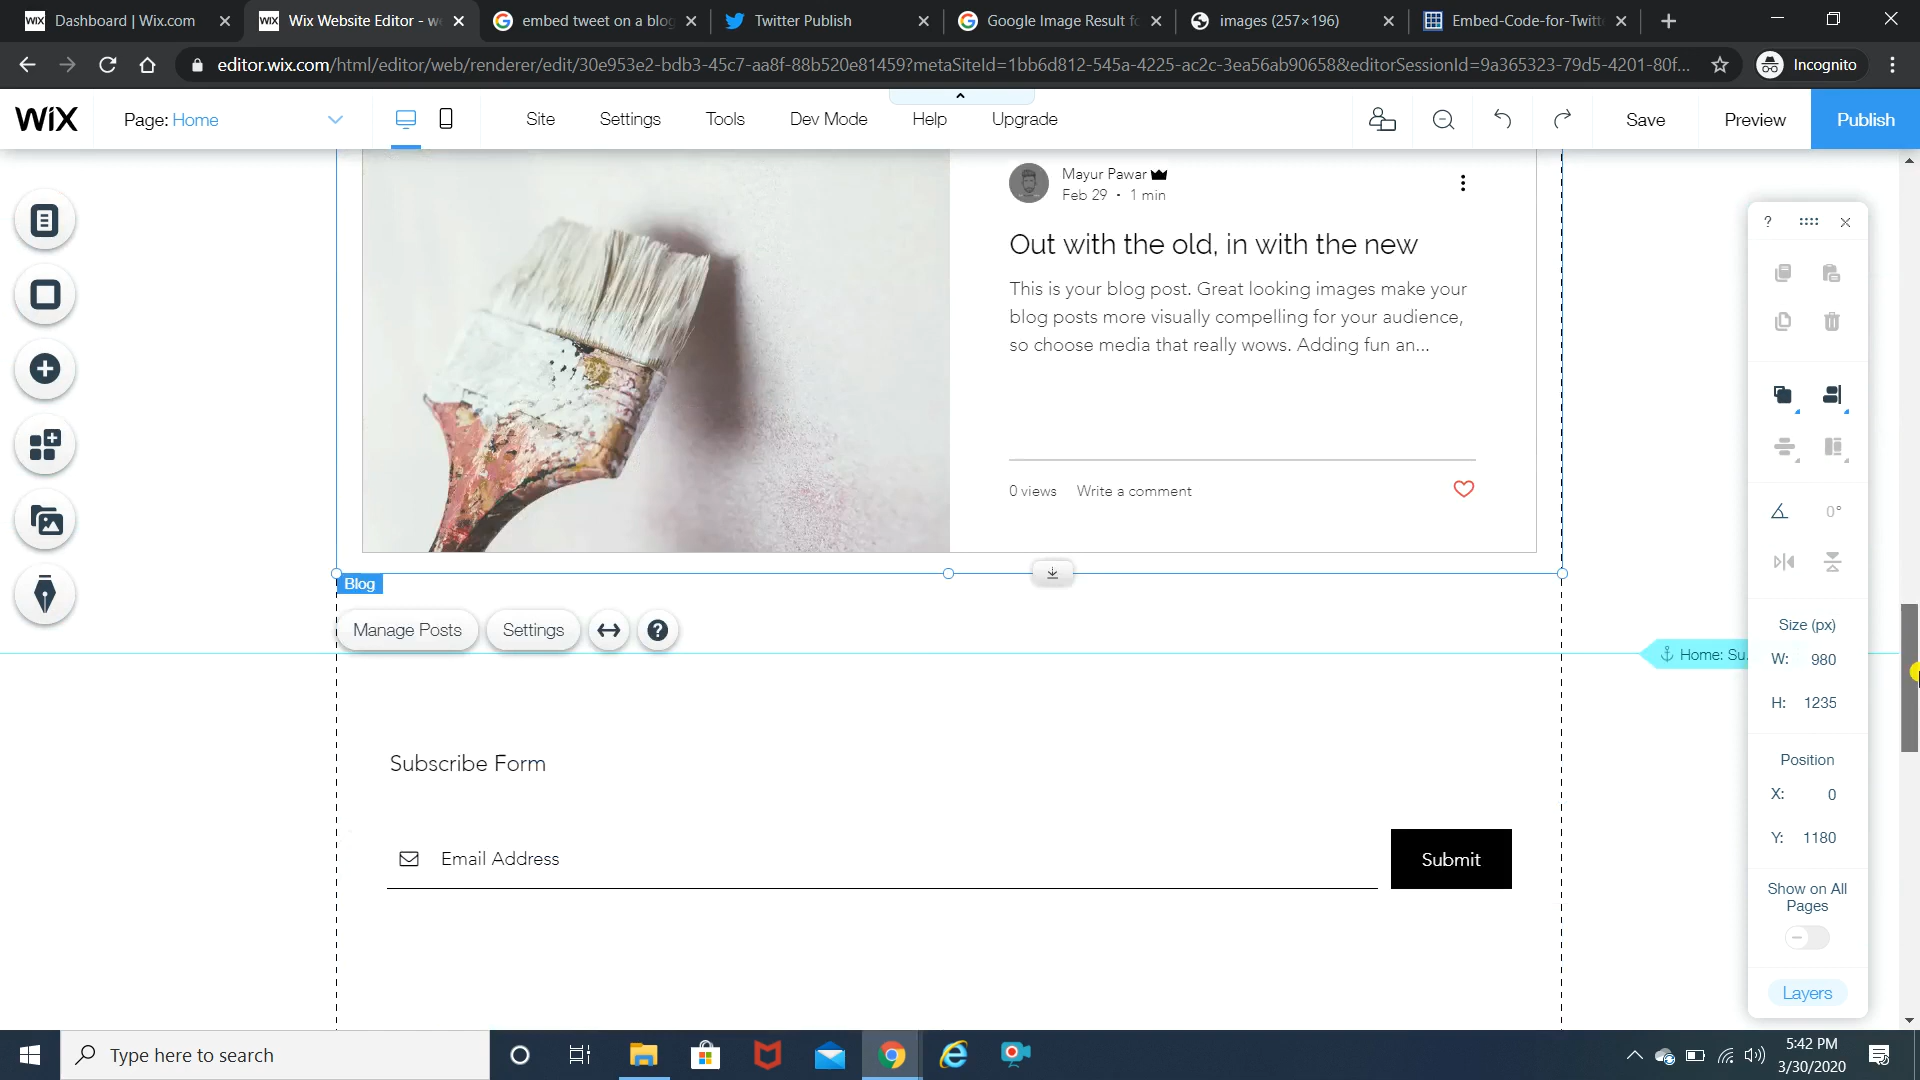 Dashboard | Wix.com
Wix Website Editor - we
embed tweet on a blog
Twitter Publish
Google Image Result fo
images (257×196)
Embed-Code-for-Twitte
editor.wix.com/html/editor/web/renderer/edit/30e953e2-bdb3-45c7-aa8f-88b520e81459?metaSiteId=1bb6d812-545a-4225-ac2c-3ea56ab90658&editorSessionId=9a365323-79d5-4201-80f...
Incognito
WiX
Page: Home
Site
Settings
Tools
Dev Mode
Help
Upgrade
Save
Preview
Publish
Mayur Pawar
Feb 29 · 1 min
Out with the old, in with the new
This is your blog post. Great looking images make your
blog posts more visually compelling for your audience,
so choose media that really wows. Adding fun an...
0 views Write a comment
Blog
Manage Posts
Settings
?
Home: Su.
Subscribe Form
Email Address
Submit
?
0°
Size (px)
W: 980
H: 1235
Position
X: 0
Y: 1180
Show on All
Pages
Layers
Type here to search
5:42 PM
3/30/2020